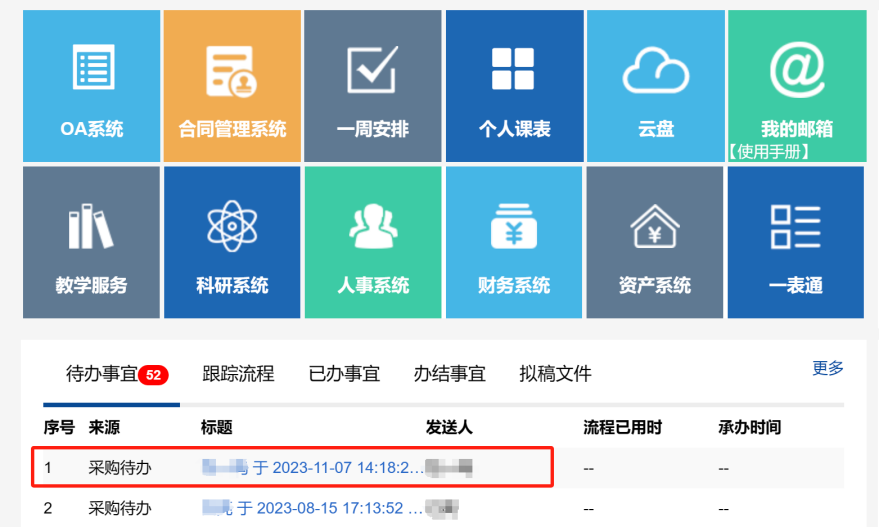 OA系统 合同管理系统 一周安排 个人课表 云盘 我的邮箱
【使用手册】
教学服务 科研系统 人事系统 财务系统 资产系统 一表通
待办事宜 52 跟踪流程 已办事宜 办结事宜 拟稿文件 更多
序号 来源 标题 发送人 流程已用时 承办时间
1 采购待办 于 2023-11-07 14:18:2... -- --
2 采购待办 于 2023-08-15 17:13:52 ... -- --